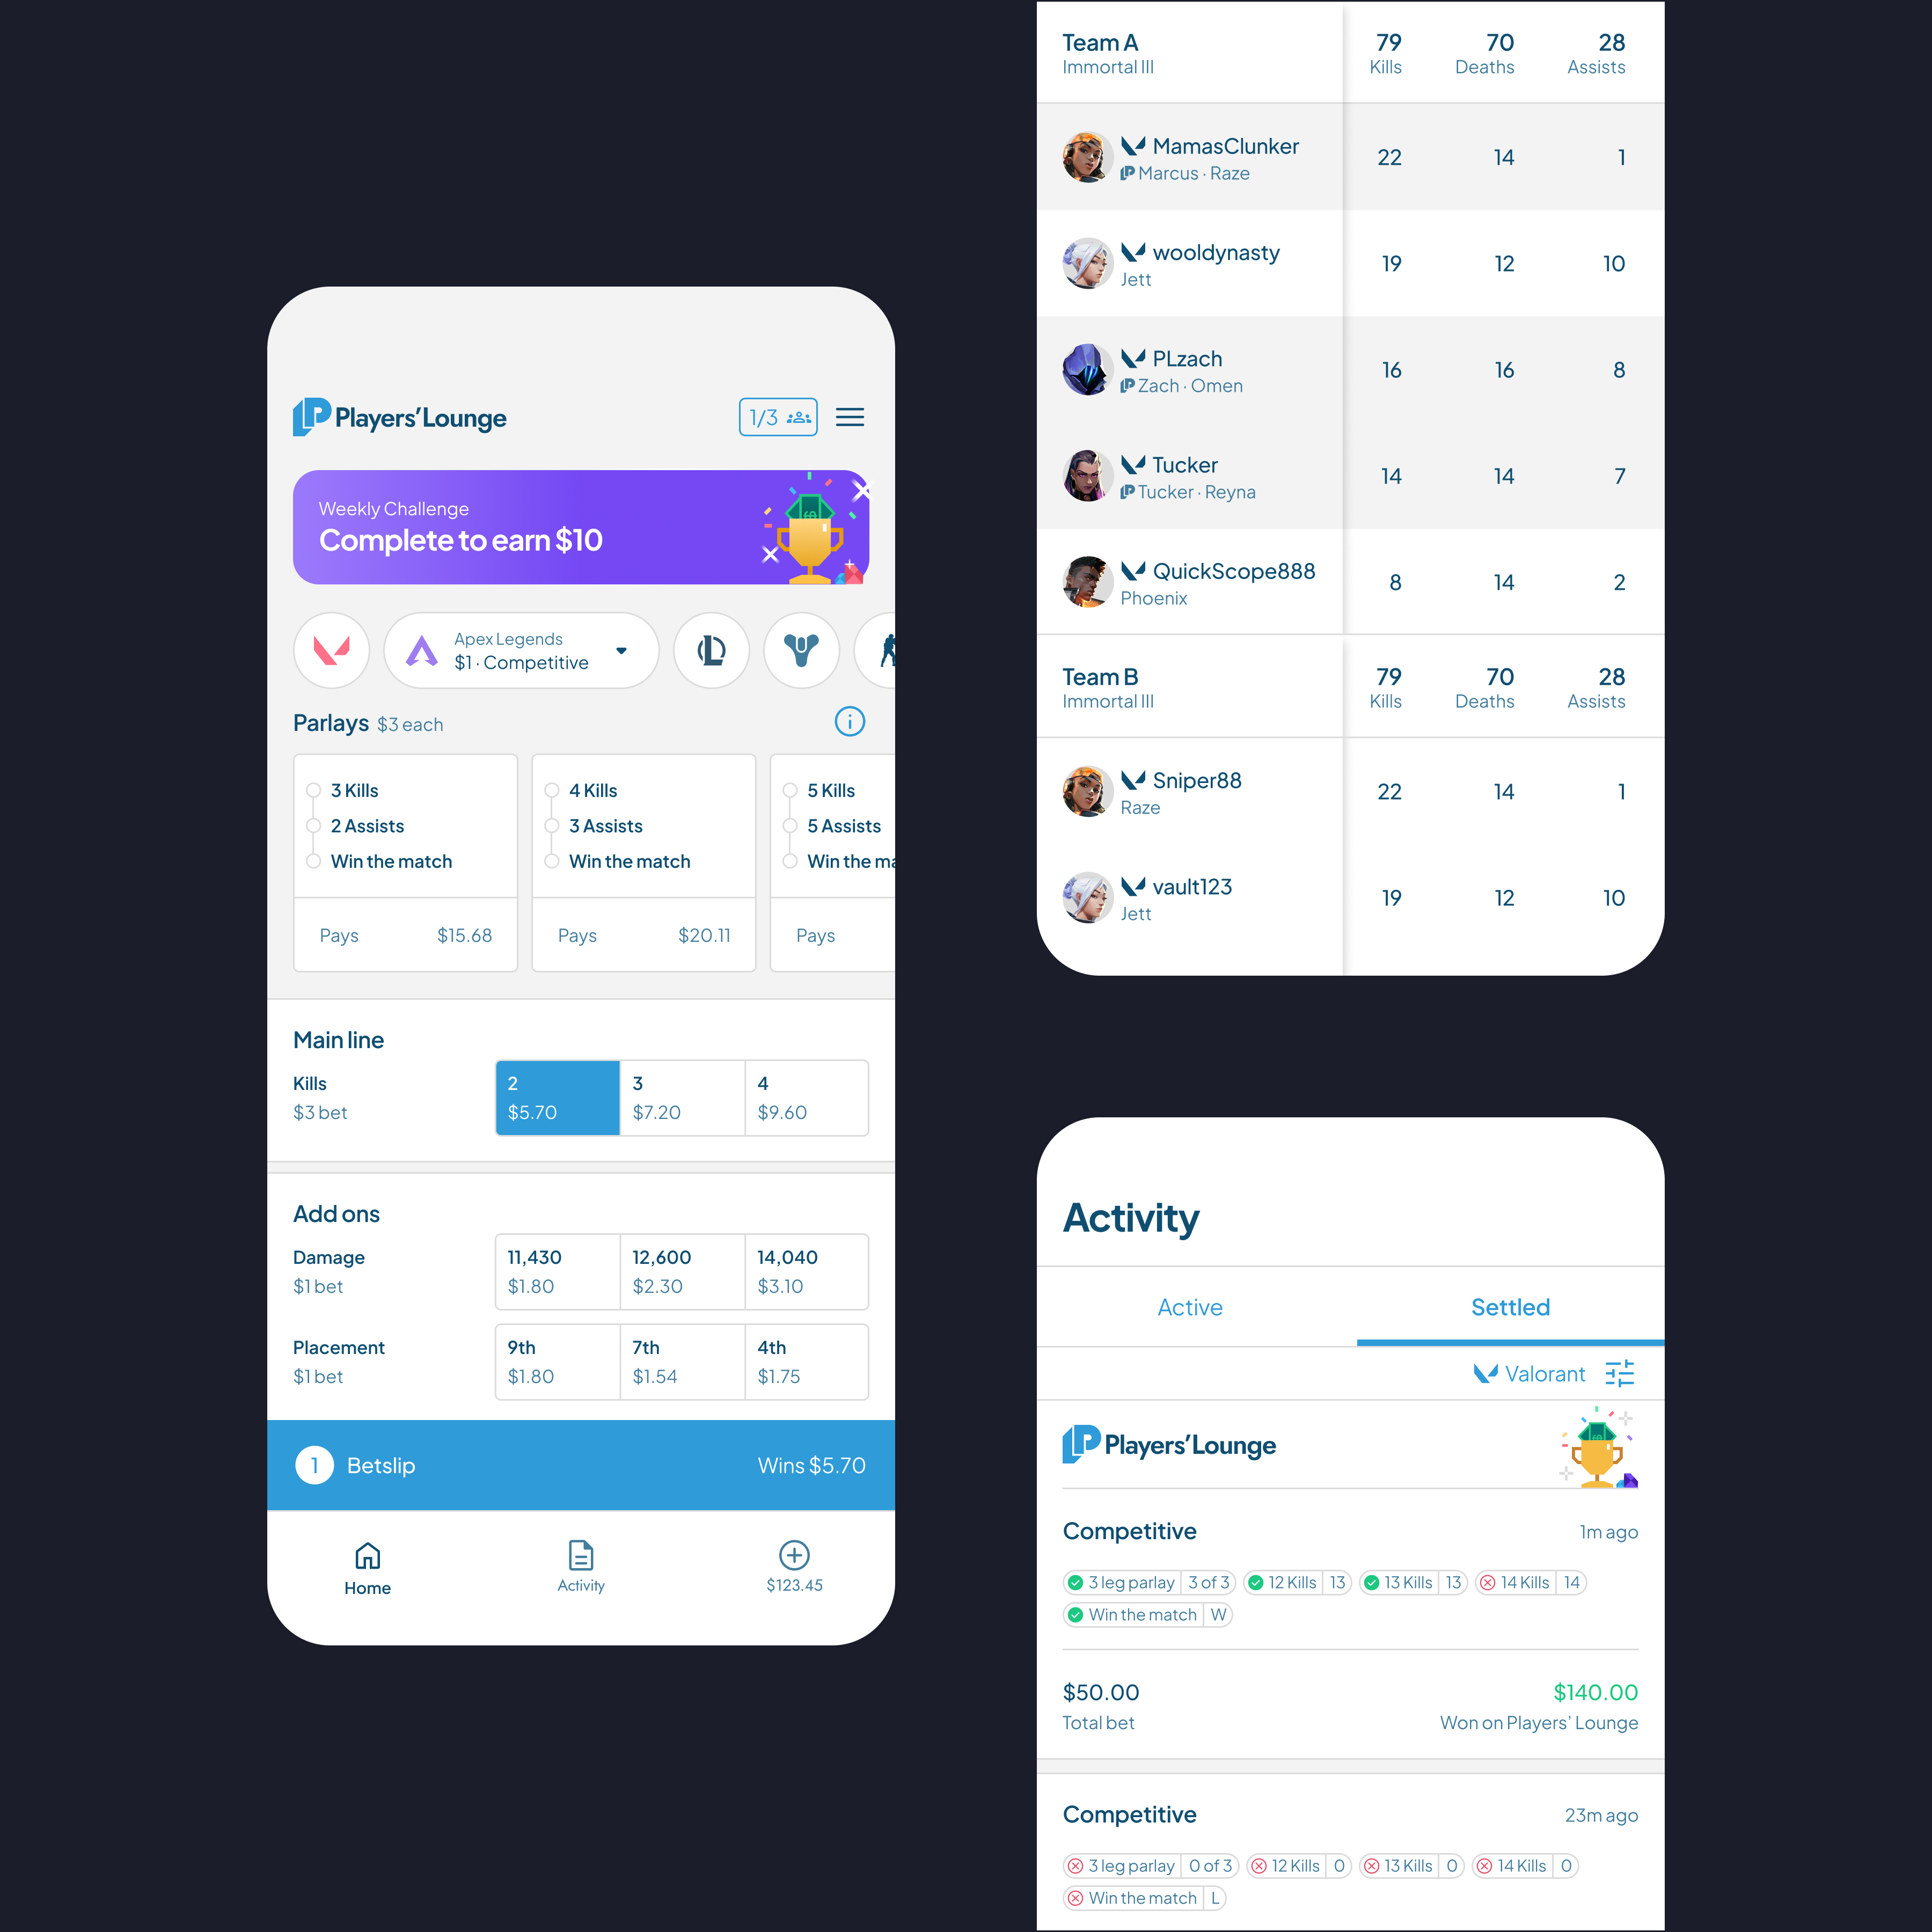 Players'Lounge
1/3
Weekly Challenge
Complete to earn $10
Apex Legends
$1 · Competitive
Parlays $3 each
3 Kills
2 Assists
Win the match
Pays $15.68
4 Kills
3 Assists
Win the match
Pays $20.11
5 Kills
5 Assists
Win the ma
Pays
Main line
Kills
$3 bet
2
$5.70
3
$7.20
4
$9.60
Add ons
Damage
$1 bet
11,430
$1.80
12,600
$2.30
14,040
$3.10
Placement
$1 bet
9th
$1.80
7th
$1.54
4th
$1.75
1 Betslip Wins $5.70
Home
Activity
$123.45
Team A 79 70 28
Immortal III Kills Deaths Assists
MamasClunker
Marcus · Raze
22 14 1
wooldynasty
Jett
19 12 10
PLzach
Zach · Omen
16 16 8
Tucker
Tucker · Reyna
14 14 7
QuickScope888
Phoenix
8 14 2
Team B 79 70 28
Immortal III Kills Deaths Assists
Sniper88
Raze
22 14 1
vault123
Jett
19 12 10
Activity
Active Settled
Valorant
Players'Lounge
Competitive 1m ago
3 leg parlay 3 of 3 12 Kills 13 13 Kills 13 14 Kills 14
Win the match W
$50.00 $140.00
Total bet Won on Players' Lounge
Competitive 23m ago
3 leg parlay 0 of 3 12 Kills 0 13 Kills 0 14 Kills 0
Win the match L